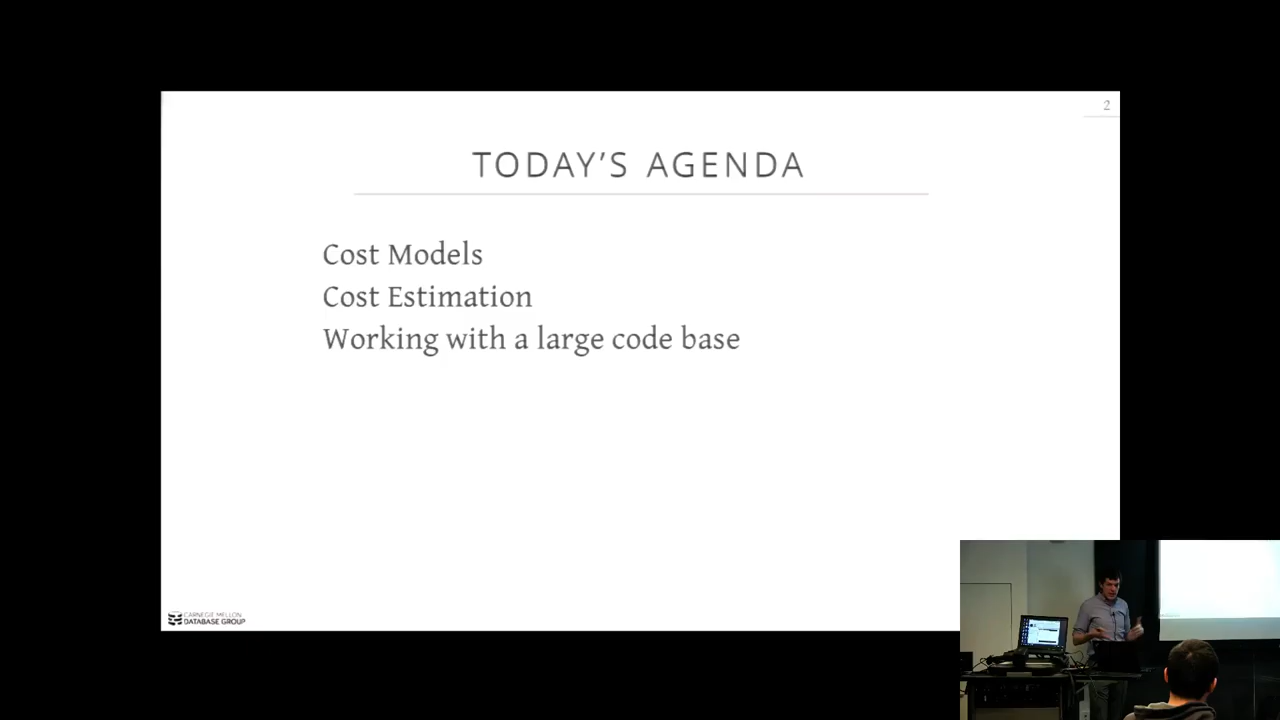 2
TODAY'S AGENDA
Cost Models
Cost Estimation
Working with a large code base
CARNEGIE MELLON
DATABASE GROUP